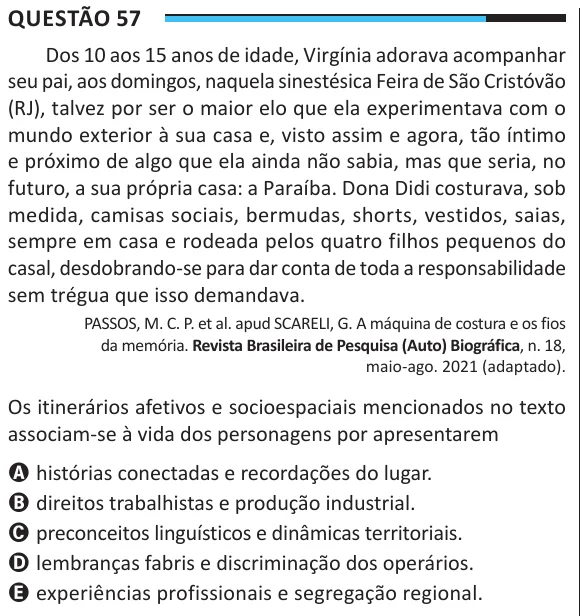 QUESTÃO 57
Dos 10 aos 15 anos de idade, Virgínia adorava acompanhar
seu pai, aos domingos, naquela sinestésica Feira de São Cristóvão
(RJ), talvez por ser o maior elo que ela experimentava com o
mundo exterior à sua casa e, visto assim e agora, tão íntimo
e próximo de algo que ela ainda não sabia, mas que seria, no
futuro, a sua própria casa: a Paraíba. Dona Didi costurava, sob
medida, camisas sociais, bermudas, shorts, vestidos, saias,
sempre em casa e rodeada pelos quatro filhos pequenos do
casal, desdobrando-se para dar conta de toda a responsabilidade
sem trégua que isso demandava.
PASSOS, M. C. P. et al. apud SCARELI, G. A máquina de costura e os fios
da memória. Revista Brasileira de Pesquisa (Auto) Biográfica, n. 18,
maio-ago. 2021 (adaptado).
Os itinerários afetivos e socioespaciais mencionados no texto
associam-se à vida dos personagens por apresentarem
A histórias conectadas e recordações do lugar.
B direitos trabalhistas e produção industrial.
C preconceitos linguísticos e dinâmicas territoriais.
D lembranças fabris e discriminação dos operários.
E experiências profissionais e segregação regional.